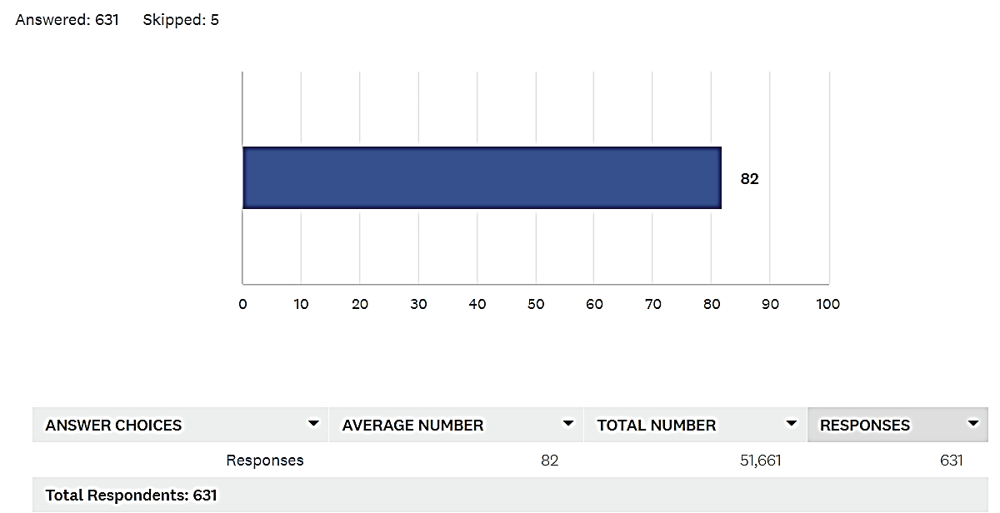 Answered: 631 Skipped: 5
82
0 10 20 30 40 50 60 70 80 90 100
ANSWER CHOICES AVERAGE NUMBER TOTAL NUMBER RESPONSES
Responses 82 51,661 631
Total Respondents: 631